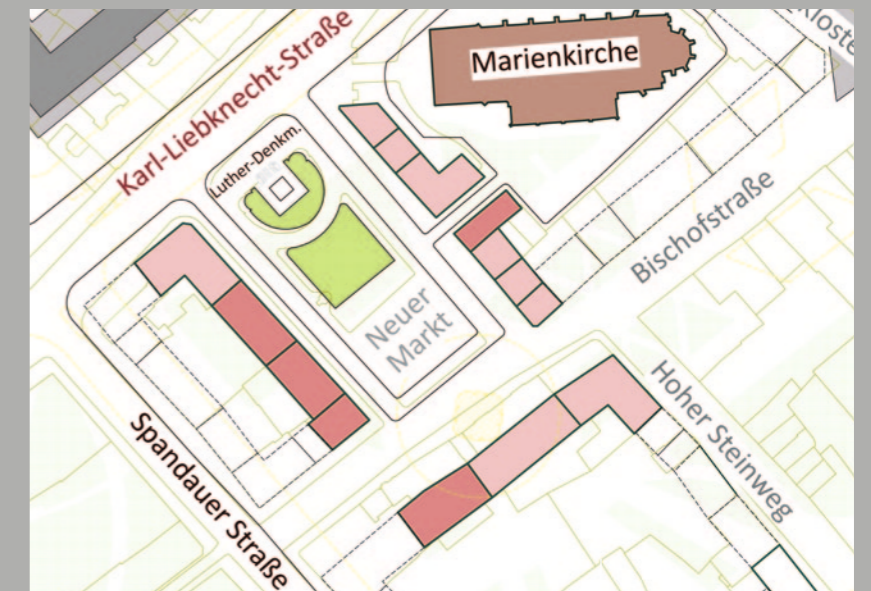 Karl-Liebknecht-Straße
Marienkirche
Luther-Denkm.
Bischofstraße
Neuer
Markt
Hoher Steinweg
Spandauer Straße